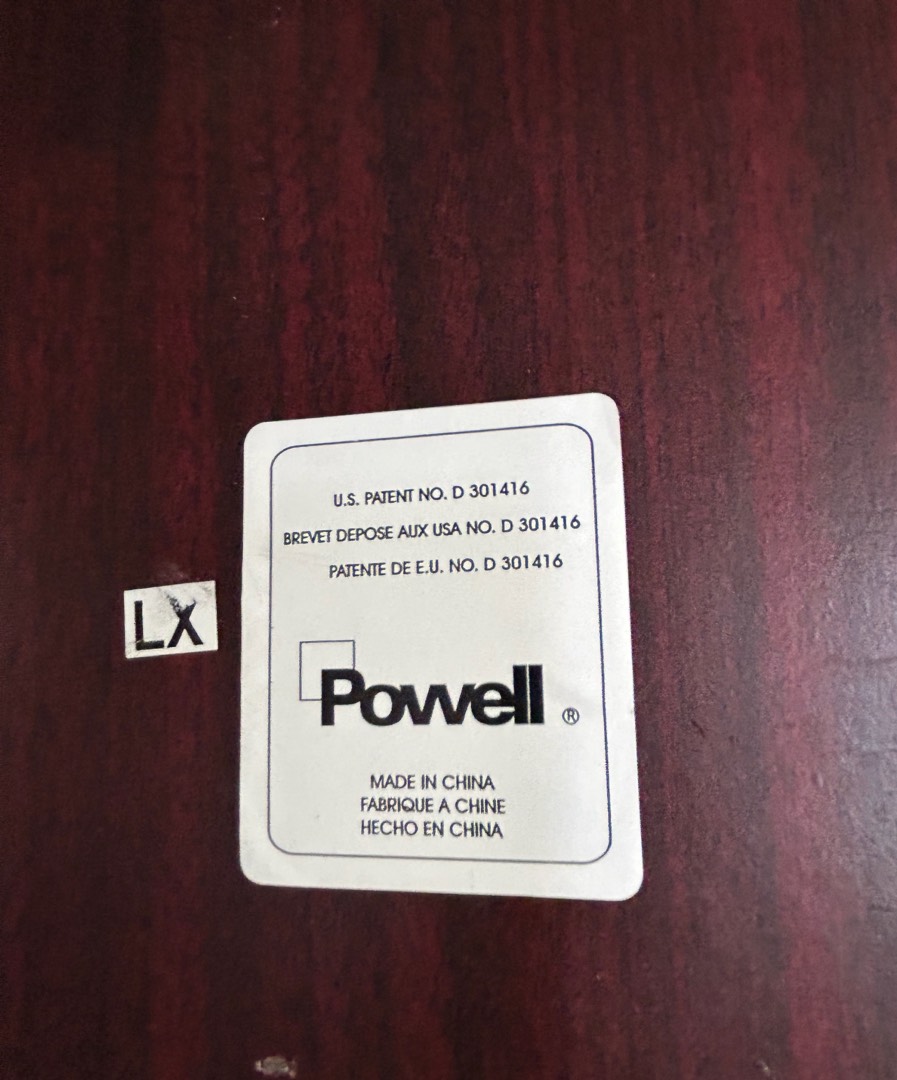 U.S. PATENT NO. D 301416
BREVET DEPOSE AUX USA NO. D 301416
PATENTE DE E.U. NO. D 301416
LX
Powell ®
MADE IN CHINA
FABRIQUE A CHINE
HECHO EN CHINA